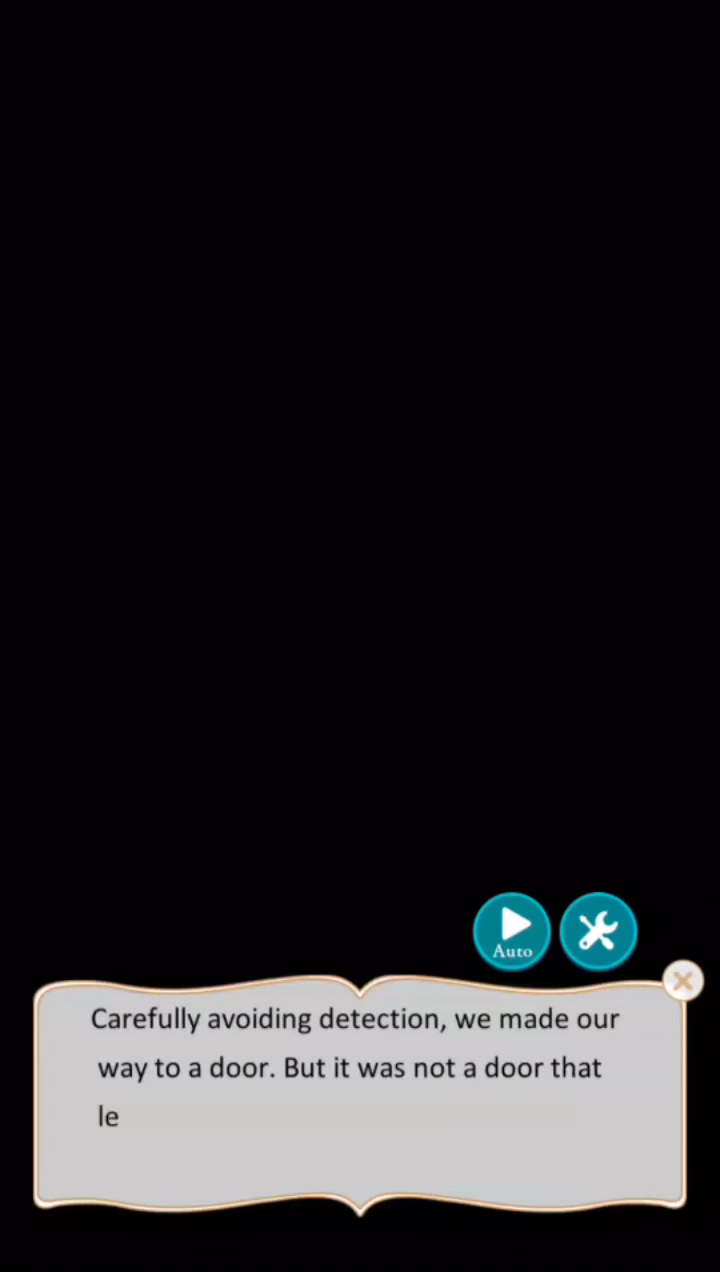 Auto
Carefully avoiding detection, we made our
way to a door. But it was not a door that
le